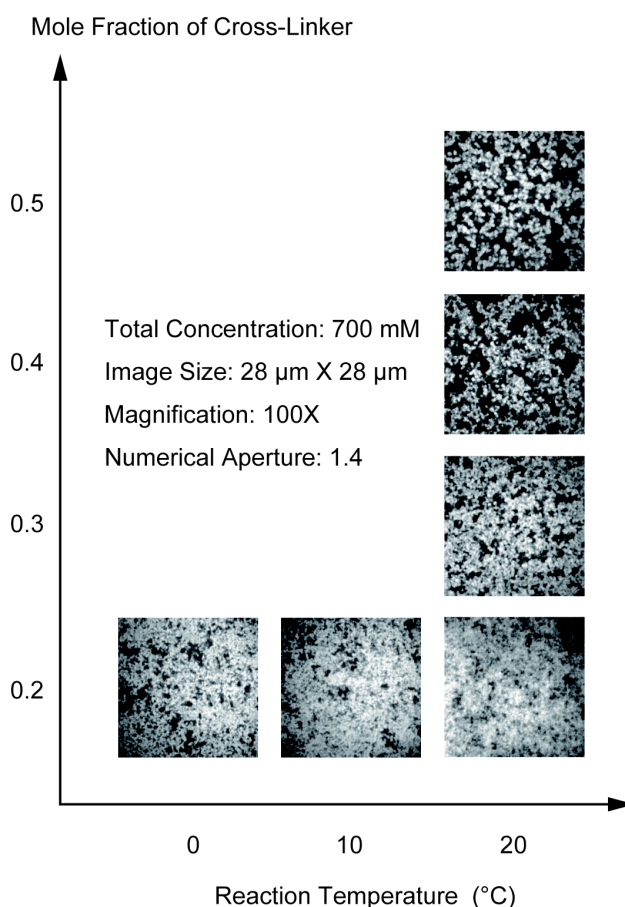 Mole Fraction of Cross-Linker
0.5
Total Concentration: 700 mM
0.4
Image Size: 28 µm X 28 µm
Magnification: 100X
Numerical Aperture: 1.4
0.3
0.2
0 10 20
Reaction Temperature (°C)